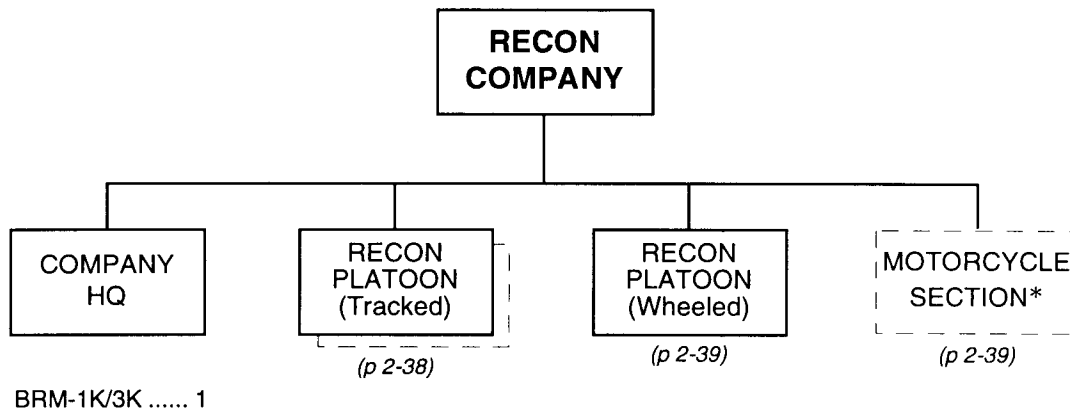 RECON
COMPANY
COMPANY
HQ
RECON
PLATOON
(Tracked)
RECON
PLATOON
(Wheeled)
MOTORCYCLE
SECTION*
(p 2-38)
(p 2-39)
(p 2-39)
BRM-1K/3K ...... 1